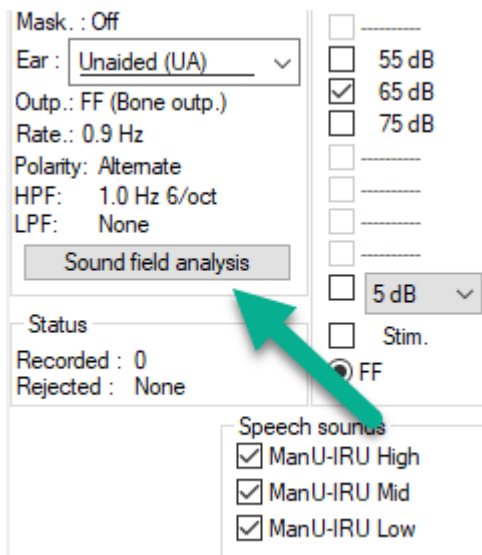 Mask. : Off
Ear : Unaided (UA)
Outp.: FF (Bone outp.)
Rate.: 0.9 Hz
Polarity: Alternate
HPF: 1.0 Hz 6/oct
LPF: None
Sound field analysis
Status
Recorded : 0
Rejected : None
----------
55 dB
65 dB
75 dB
----------
----------
----------
----------
5 dB
Stim.
FF
Speech sounds
ManU-IRU High
ManU-IRU Mid
ManU-IRU Low